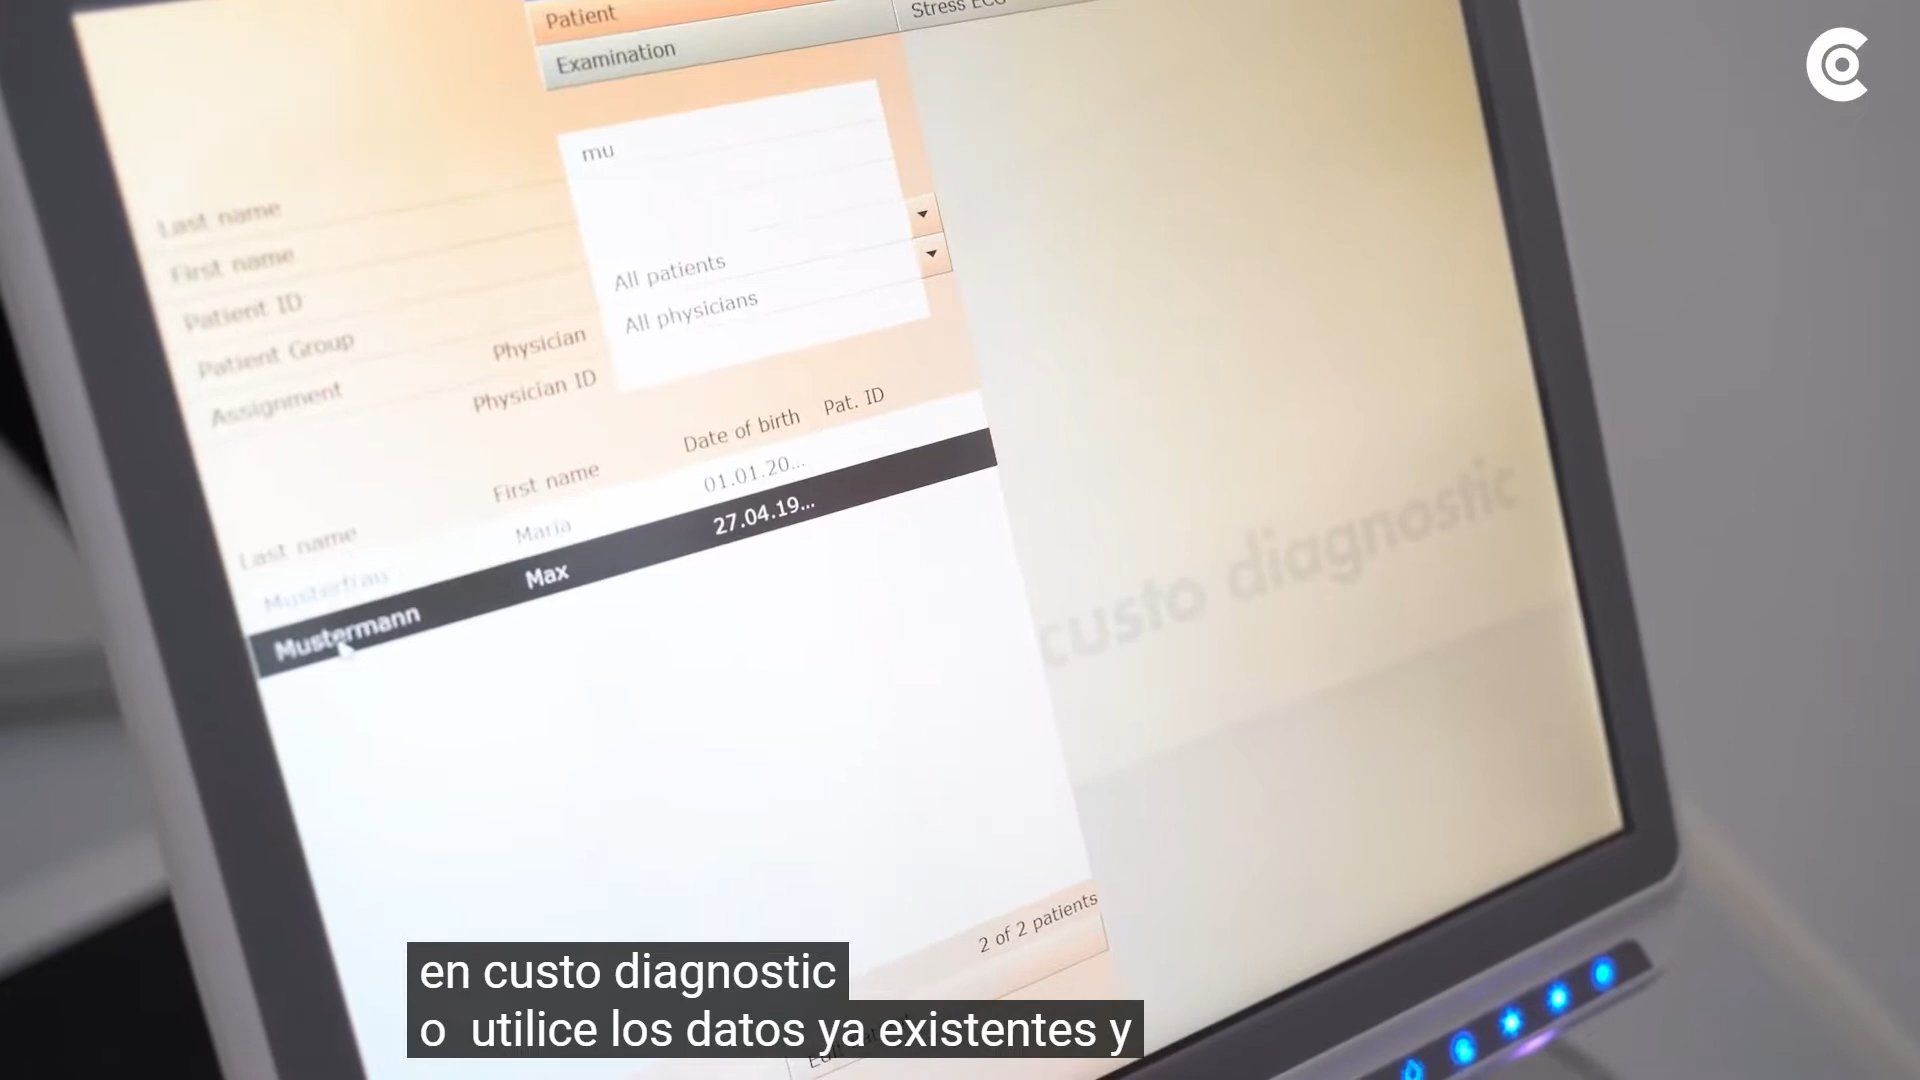 Patient
Stress ECG
Examination
mu
Last name
First name
Patient ID
Patient Group
All patients
Assignment
Physician
All physicians
Physician ID
Last name
First name
Date of birth
Pat. ID
Musterfrau
Maria
01.01.20...
Mustermann
Max
27.04.19...
custo diagnostic
2 of 2 patients
en custo diagnostic
o utilice los datos ya existentes y